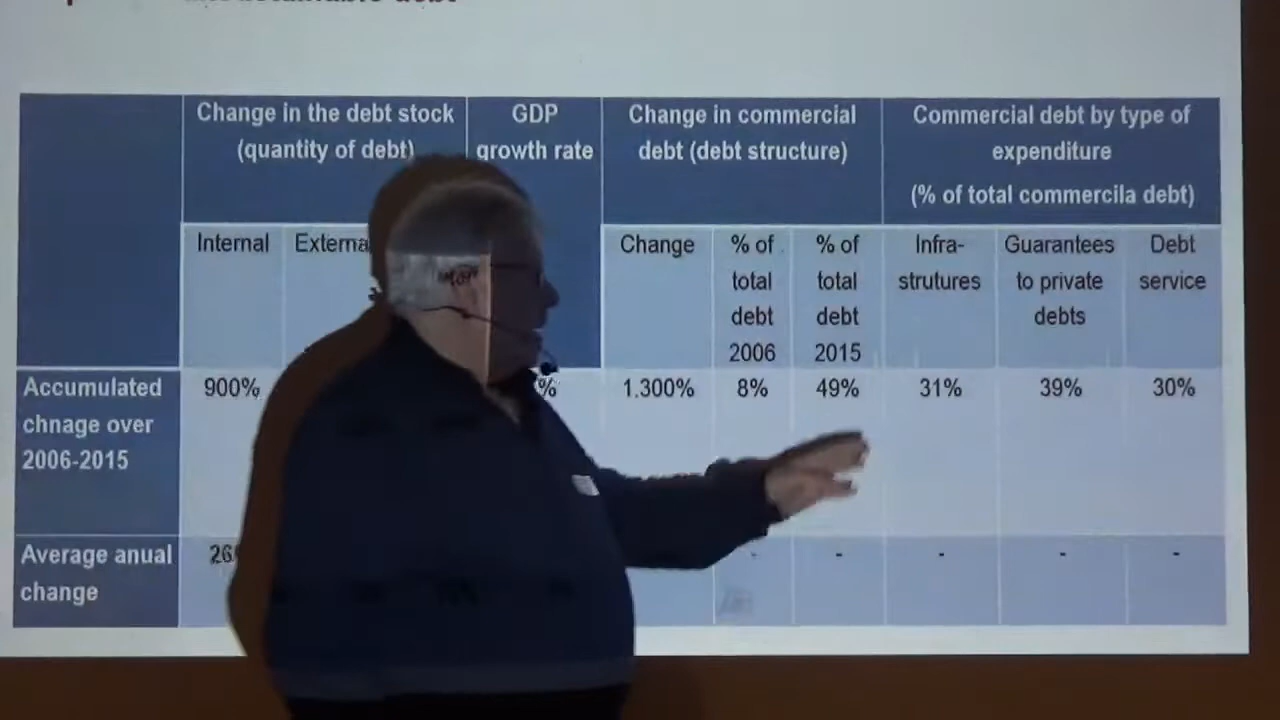 debt
Change in the debt stock
(quantity of debt)
GDP
growth rate
Change in commercial
debt (debt structure)
Commercial debt by type of
expenditure
(% of total commercila debt)
Internal
Change
% of
total
debt
2006
% of
total
debt
2015
Infra-
strutures
Guarantees
to private
debts
Debt
service
Accumulated
chnage over
2006-2015
900%
%
1.300%
8%
49%
31%
39%
30%
Average anual
change
-
-
-
-
-